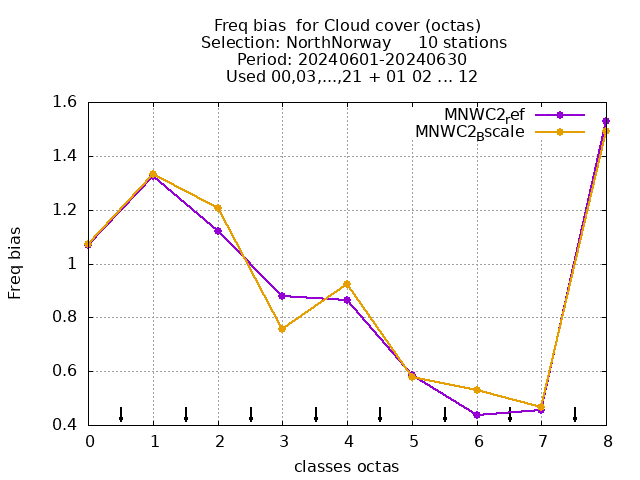 Freq bias  for Cloud cover (octas)
Selection: NorthNorway     10 stations
Period: 20240601-20240630
Used 00,03,...,21 + 01 02 ... 12
MNWC2ref
MNWC2Bscale
1.6
1.4
1.2
1
0.8
0.6
0.4
Freq bias
0 1 2 3 4 5 6 7 8
classes octas